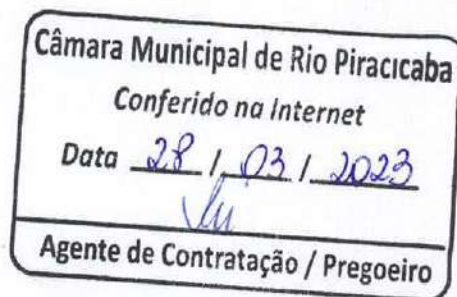 Câmara Municipal de Rio Piracicaba
Conferido na Internet
Data 28 / 03 / 2023
Agente de Contratação / Pregoeiro